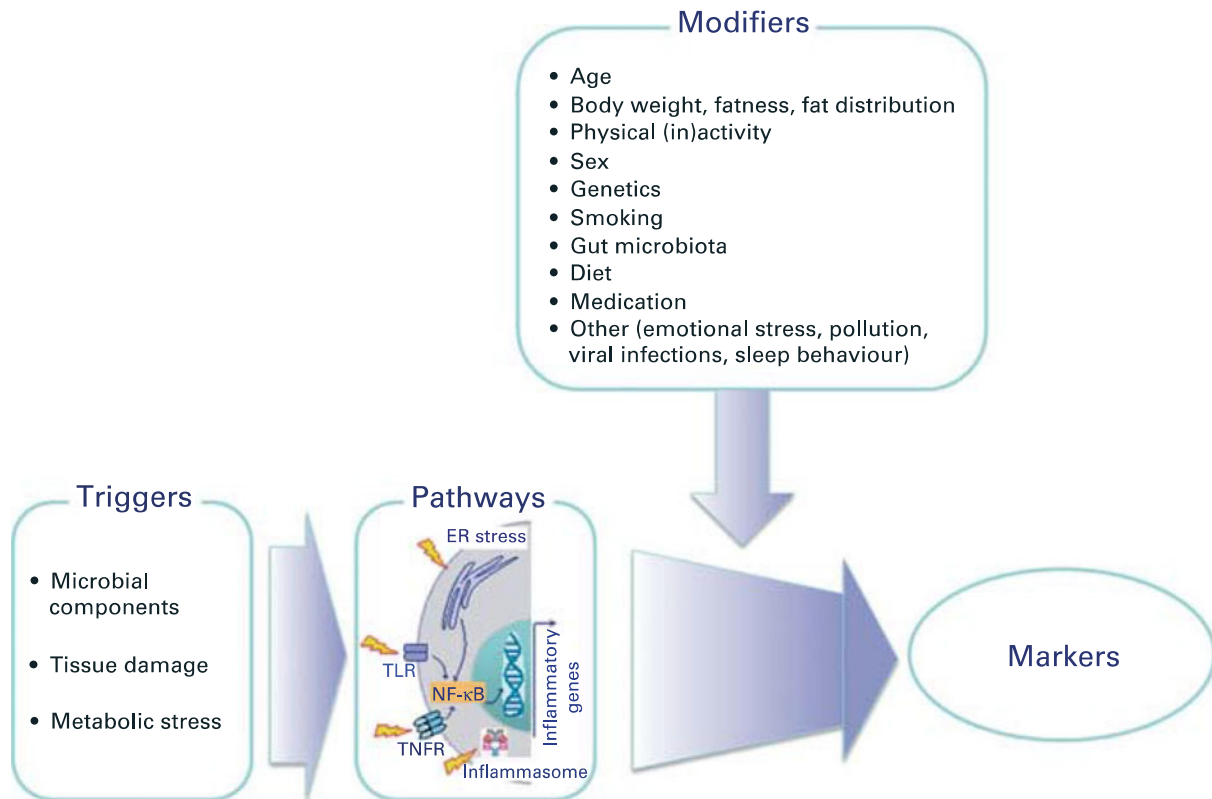 Modifiers
• Age
• Body weight, fatness, fat distribution
• Physical (in)activity
• Sex
• Genetics
• Smoking
• Gut microbiota
• Diet
• Medication
• Other (emotional stress, pollution,
viral infections, sleep behaviour)
Triggers
• Microbial
components
• Tissue damage
• Metabolic stress
Pathways
ER stress
TLR
NF-κB
TNFR
Inflammasome
Inflammatory
genes
Markers